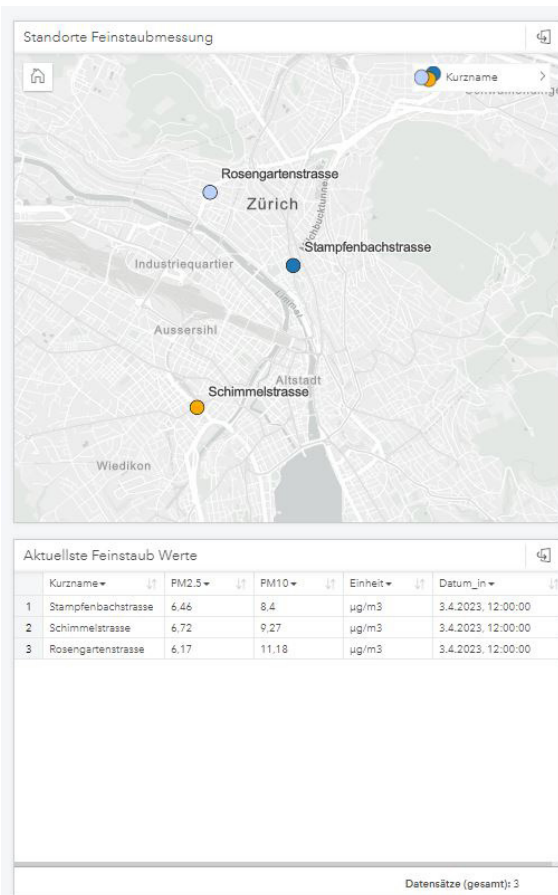 Standorte Feinstaubmessung
Kurzname
Rosengartenstrasse
Zürich
Stampfenbachstrasse
Industriequartier
Limmat
Aussersihl
Altstadt
Schimmelstrasse
Wiedikon
Aktuellste Feinstaub Werte
Kurzname PM2.5 PM10 Einheit Datum_in
1 Stampfenbachstrasse 6,46 8,4 µg/m3 3.4.2023, 12:00:00
2 Schimmelstrasse 6,72 9,27 µg/m3 3.4.2023, 12:00:00
3 Rosengartenstrasse 6,17 11,18 µg/m3 3.4.2023, 12:00:00
Datensätze (gesamt): 3